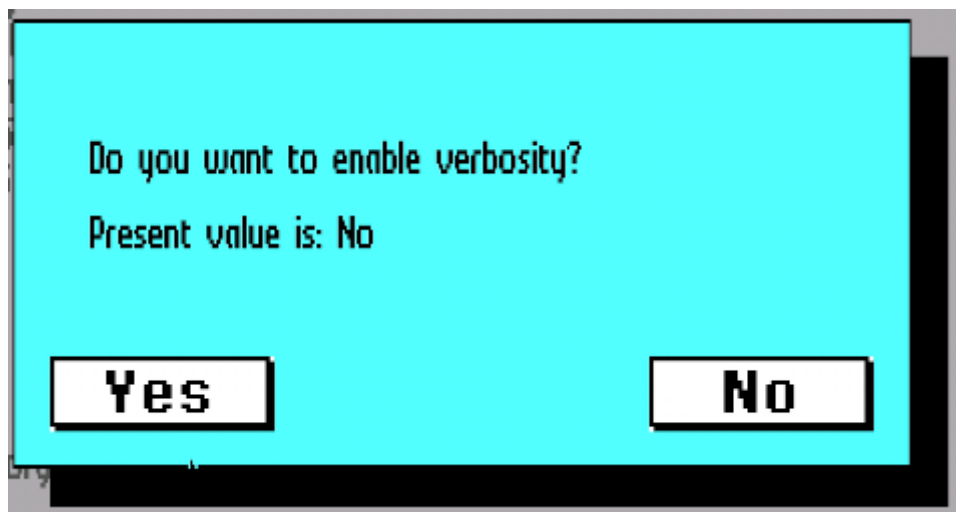 Do you want to enable verbosity?
Present value is: No
Yes
No